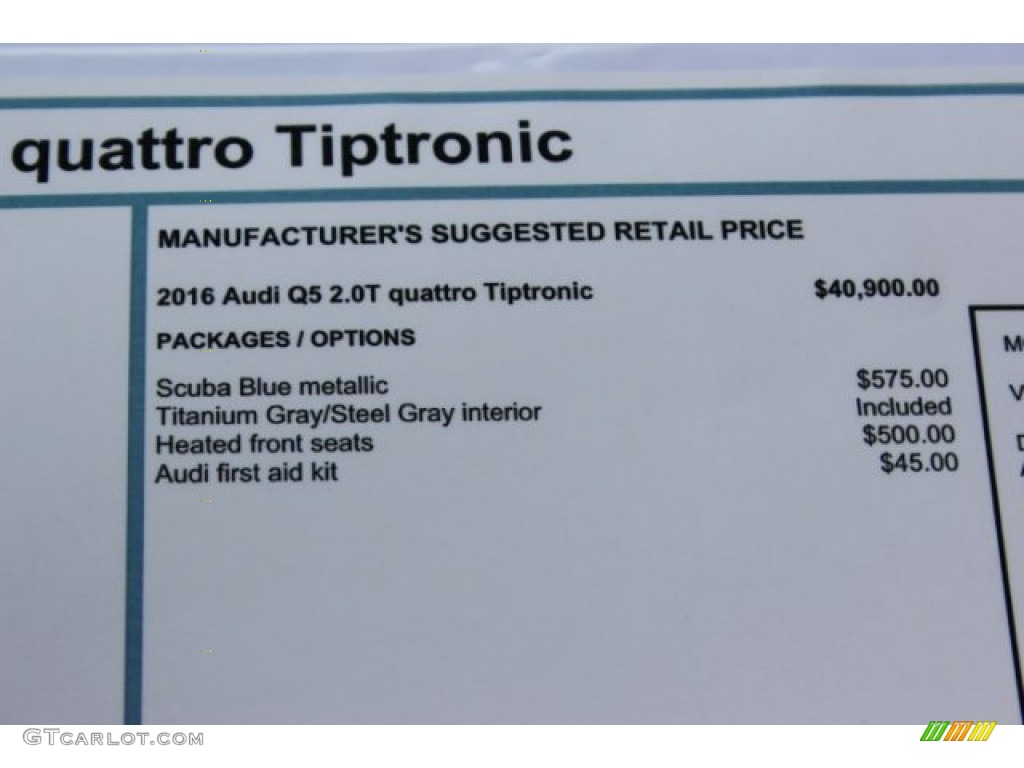 quattro Tiptronic
MANUFACTURER'S SUGGESTED RETAIL PRICE
2016 Audi Q5 2.0T quattro Tiptronic $40,900.00
PACKAGES / OPTIONS
Scuba Blue metallic $575.00
Titanium Gray/Steel Gray interior Included
Heated front seats $500.00
Audi first aid kit $45.00
GTCARLOT.COM